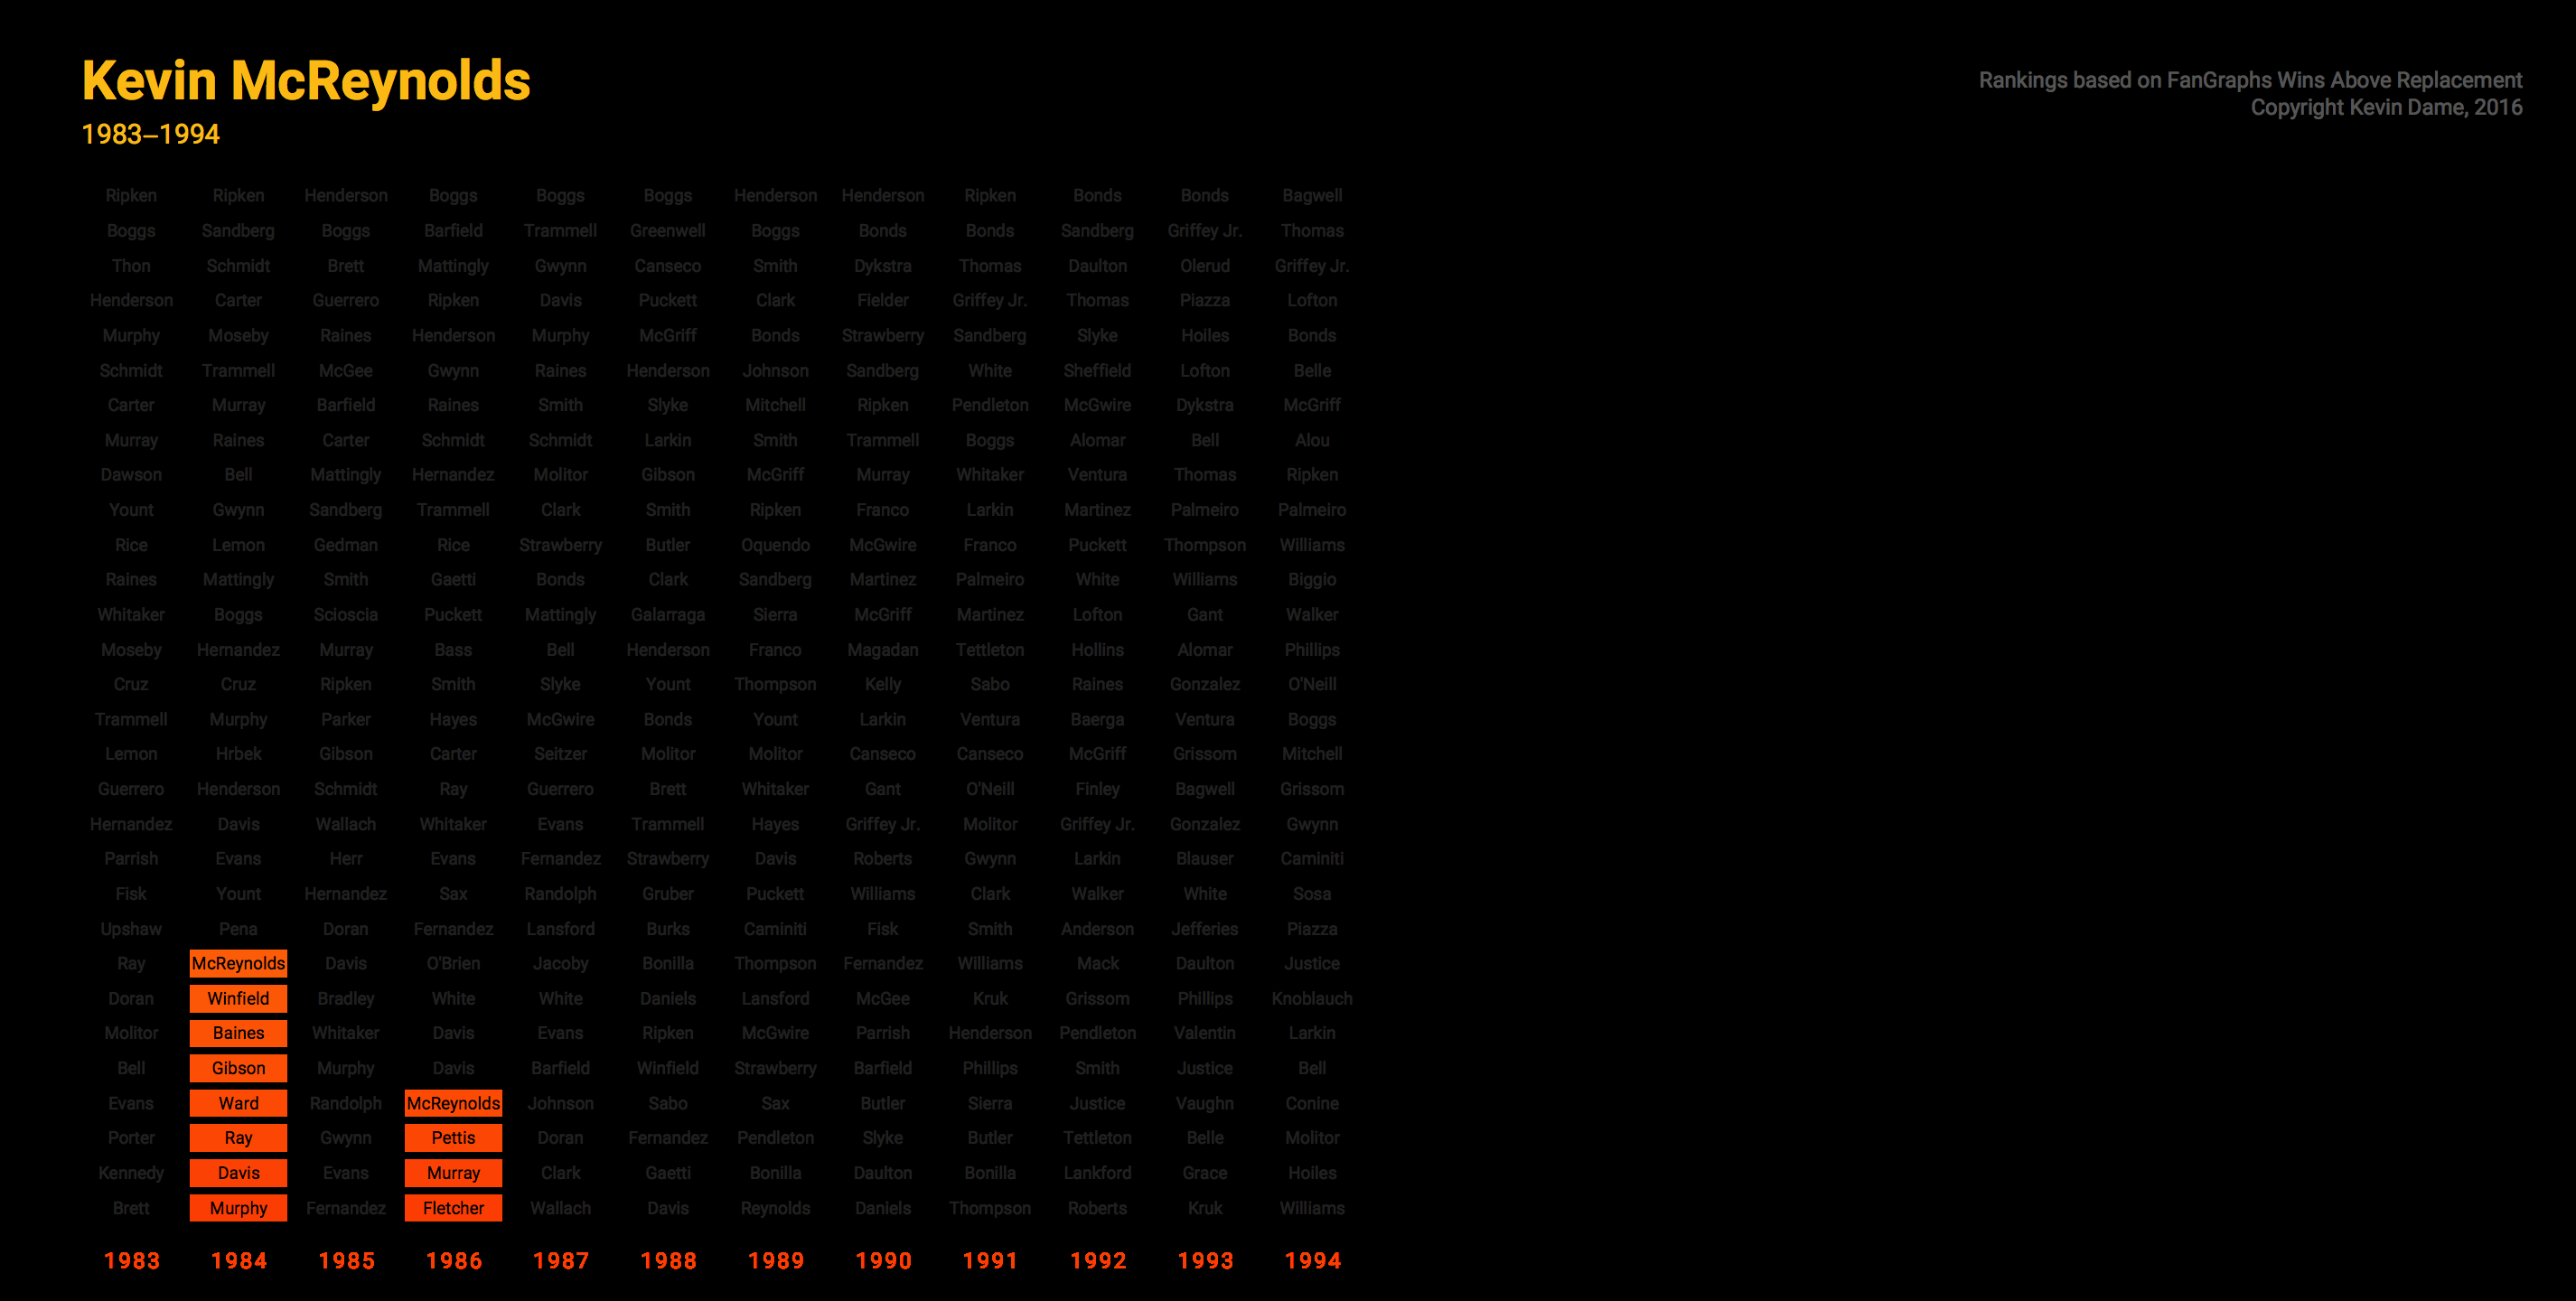 Kevin McReynolds
1983–1994
Rankings based on FanGraphs Wins Above Replacement
Copyright Kevin Dame, 2016
Ripken Ripken Henderson Boggs Boggs Boggs Henderson Henderson Ripken Bonds Bonds Bagwell
Boggs Sandberg Boggs Barfield Trammell Greenwell Boggs Bonds Bonds Sandberg Griffey Jr. Thomas
Thon Schmidt Brett Mattingly Gwynn Canseco Smith Dykstra Thomas Daulton Olerud Griffey Jr.
Henderson Carter Guerrero Ripken Davis Puckett Clark Fielder Griffey Jr. Thomas Piazza Lofton
Murphy Moseby Raines Henderson Murphy McGriff Bonds Strawberry Sandberg Slyke Hoiles Bonds
Schmidt Trammell McGee Gwynn Raines Henderson Johnson Sandberg White Sheffield Lofton Belle
Carter Murray Barfield Raines Smith Slyke Mitchell Ripken Pendleton McGwire Dykstra McGriff
Murray Raines Carter Schmidt Schmidt Larkin Smith Trammell Boggs Alomar Bell Alou
Dawson Bell Mattingly Hernandez Molitor Gibson McGriff Murray Whitaker Ventura Thomas Ripken
Yount Gwynn Sandberg Trammell Clark Smith Ripken Franco Larkin Martinez Palmeiro Palmeiro
Rice Lemon Gedman Rice Strawberry Butler Oquendo McGwire Franco Puckett Thompson Williams
Raines Mattingly Smith Gaetti Bonds Clark Sandberg Martinez Palmeiro White Williams Biggio
Whitaker Boggs Scioscia Puckett Mattingly Galarraga Sierra McGriff Martinez Lofton Gant Walker
Moseby Hernandez Murray Bass Bell Henderson Franco Magadan Tettleton Hollins Alomar Phillips
Cruz Cruz Ripken Smith Slyke Yount Thompson Kelly Sabo Raines Gonzalez O'Neill
Trammell Murphy Parker Hayes McGwire Bonds Yount Larkin Ventura Baerga Ventura Boggs
Lemon Hrbek Gibson Carter Seitzer Molitor Molitor Canseco Canseco McGriff Grissom Mitchell
Guerrero Henderson Schmidt Ray Guerrero Brett Whitaker Gant O'Neill Finley Bagwell Grissom
Hernandez Davis Wallach Whitaker Evans Trammell Hayes Griffey Jr. Molitor Griffey Jr. Gonzalez Gwynn
Parrish Evans Herr Evans Fernandez Strawberry Davis Roberts Gwynn Larkin Blauser Caminiti
Fisk Yount Hernandez Sax Randolph Gruber Puckett Williams Clark Walker White Sosa
Upshaw Pena Doran Fernandez Lansford Burks Caminiti Fisk Smith Anderson Jefferies Piazza
Ray McReynolds Davis O'Brien Jacoby Bonilla Thompson Fernandez Williams Mack Daulton Justice
Doran Winfield Bradley White White Daniels Lansford McGee Kruk Grissom Phillips Knoblauch
Molitor Baines Whitaker Davis Evans Ripken McGwire Parrish Henderson Pendleton Valentin Larkin
Bell Gibson Murphy Davis Barfield Winfield Strawberry Barfield Phillips Smith Justice Bell
Evans Ward Randolph McReynolds Johnson Sabo Sax Butler Sierra Justice Vaughn Conine
Porter Ray Gwynn Pettis Doran Fernandez Pendleton Slyke Butler Tettleton Belle Molitor
Kennedy Davis Evans Murray Clark Gaetti Bonilla Daulton Bonilla Lankford Grace Hoiles
Brett Murphy Fernandez Fletcher Wallach Davis Reynolds Daniels Thompson Roberts Kruk Williams
1983 1984 1985 1986 1987 1988 1989 1990 1991 1992 1993 1994